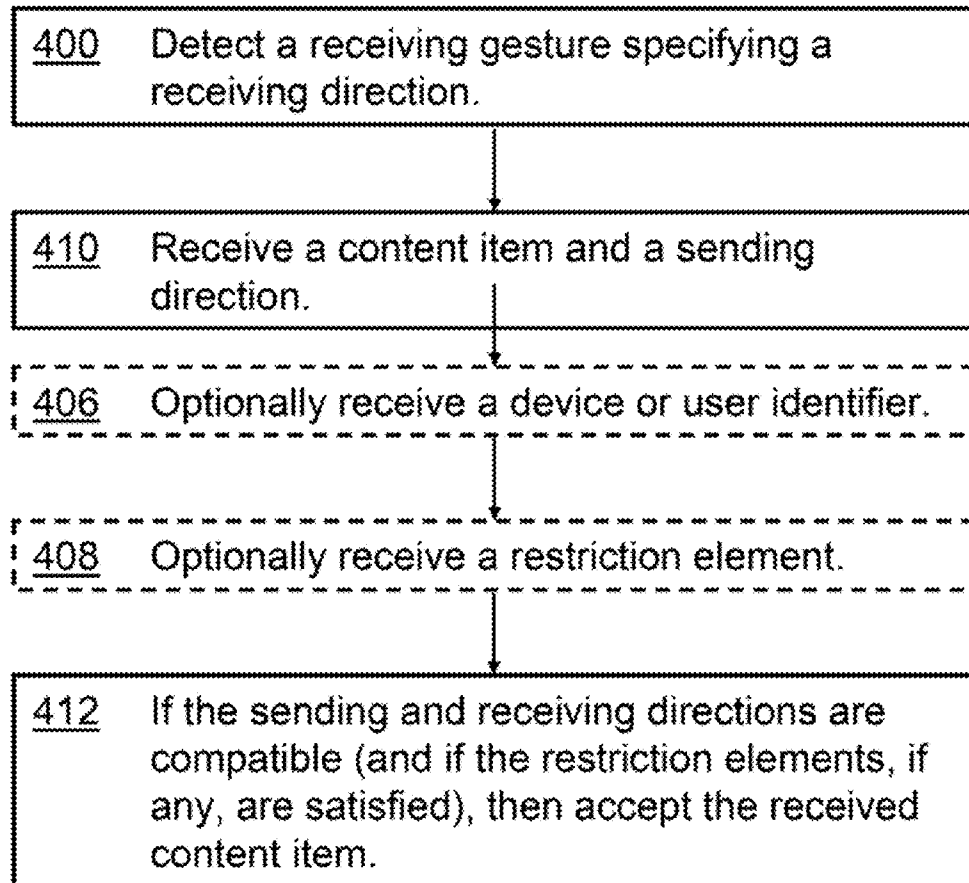 400 Detect a receiving gesture specifying a
receiving direction.
410 Receive a content item and a sending
direction.
406 Optionally receive a device or user identifier.
408 Optionally receive a restriction element.
412 If the sending and receiving directions are
compatible (and if the restriction elements, if
any, are satisfied), then accept the received
content item.